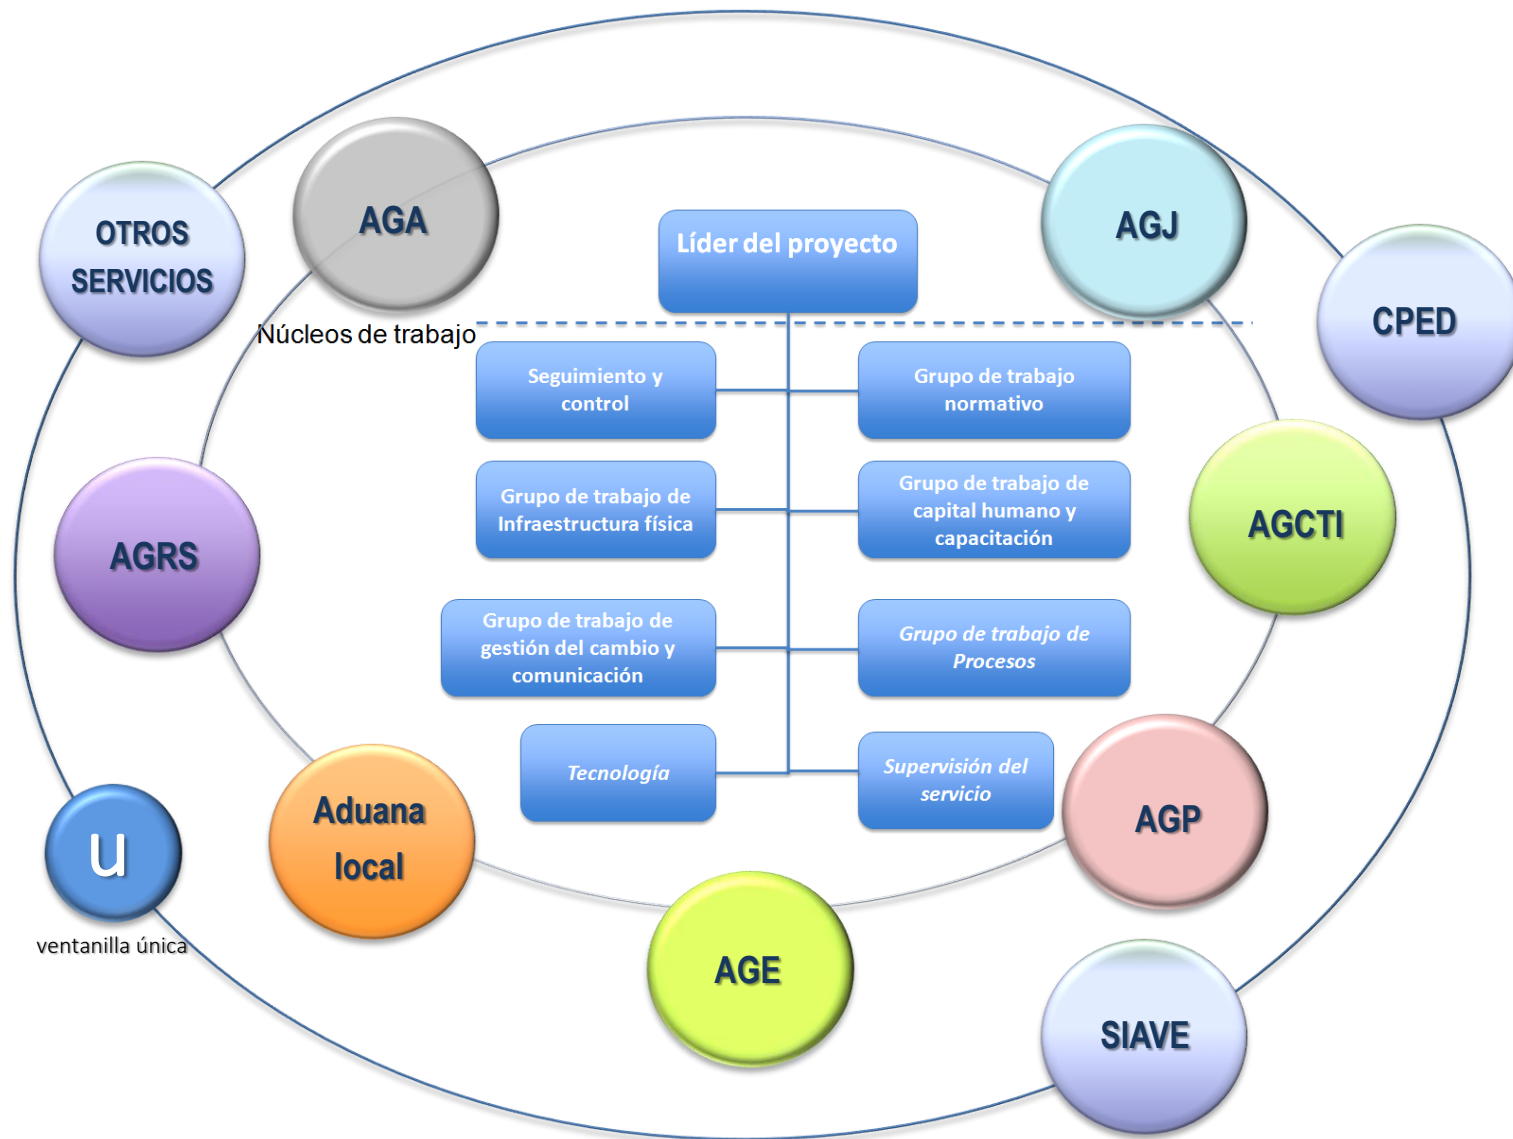 OTROS
SERVICIOS
AGA
AGJ
Líder del proyecto
CPED
Núcleos de trabajo
Seguimiento y
control
Grupo de trabajo
normativo
Grupo de trabajo de
Infraestructura física
Grupo de trabajo de
capital humano y
capacitación
AGCTI
AGRS
Grupo de trabajo de
gestión del cambio y
comunicación
Grupo de trabajo de
Procesos
Tecnología
Supervisión del
servicio
Aduana
local
AGP
u
ventanilla única
AGE
SIAVE